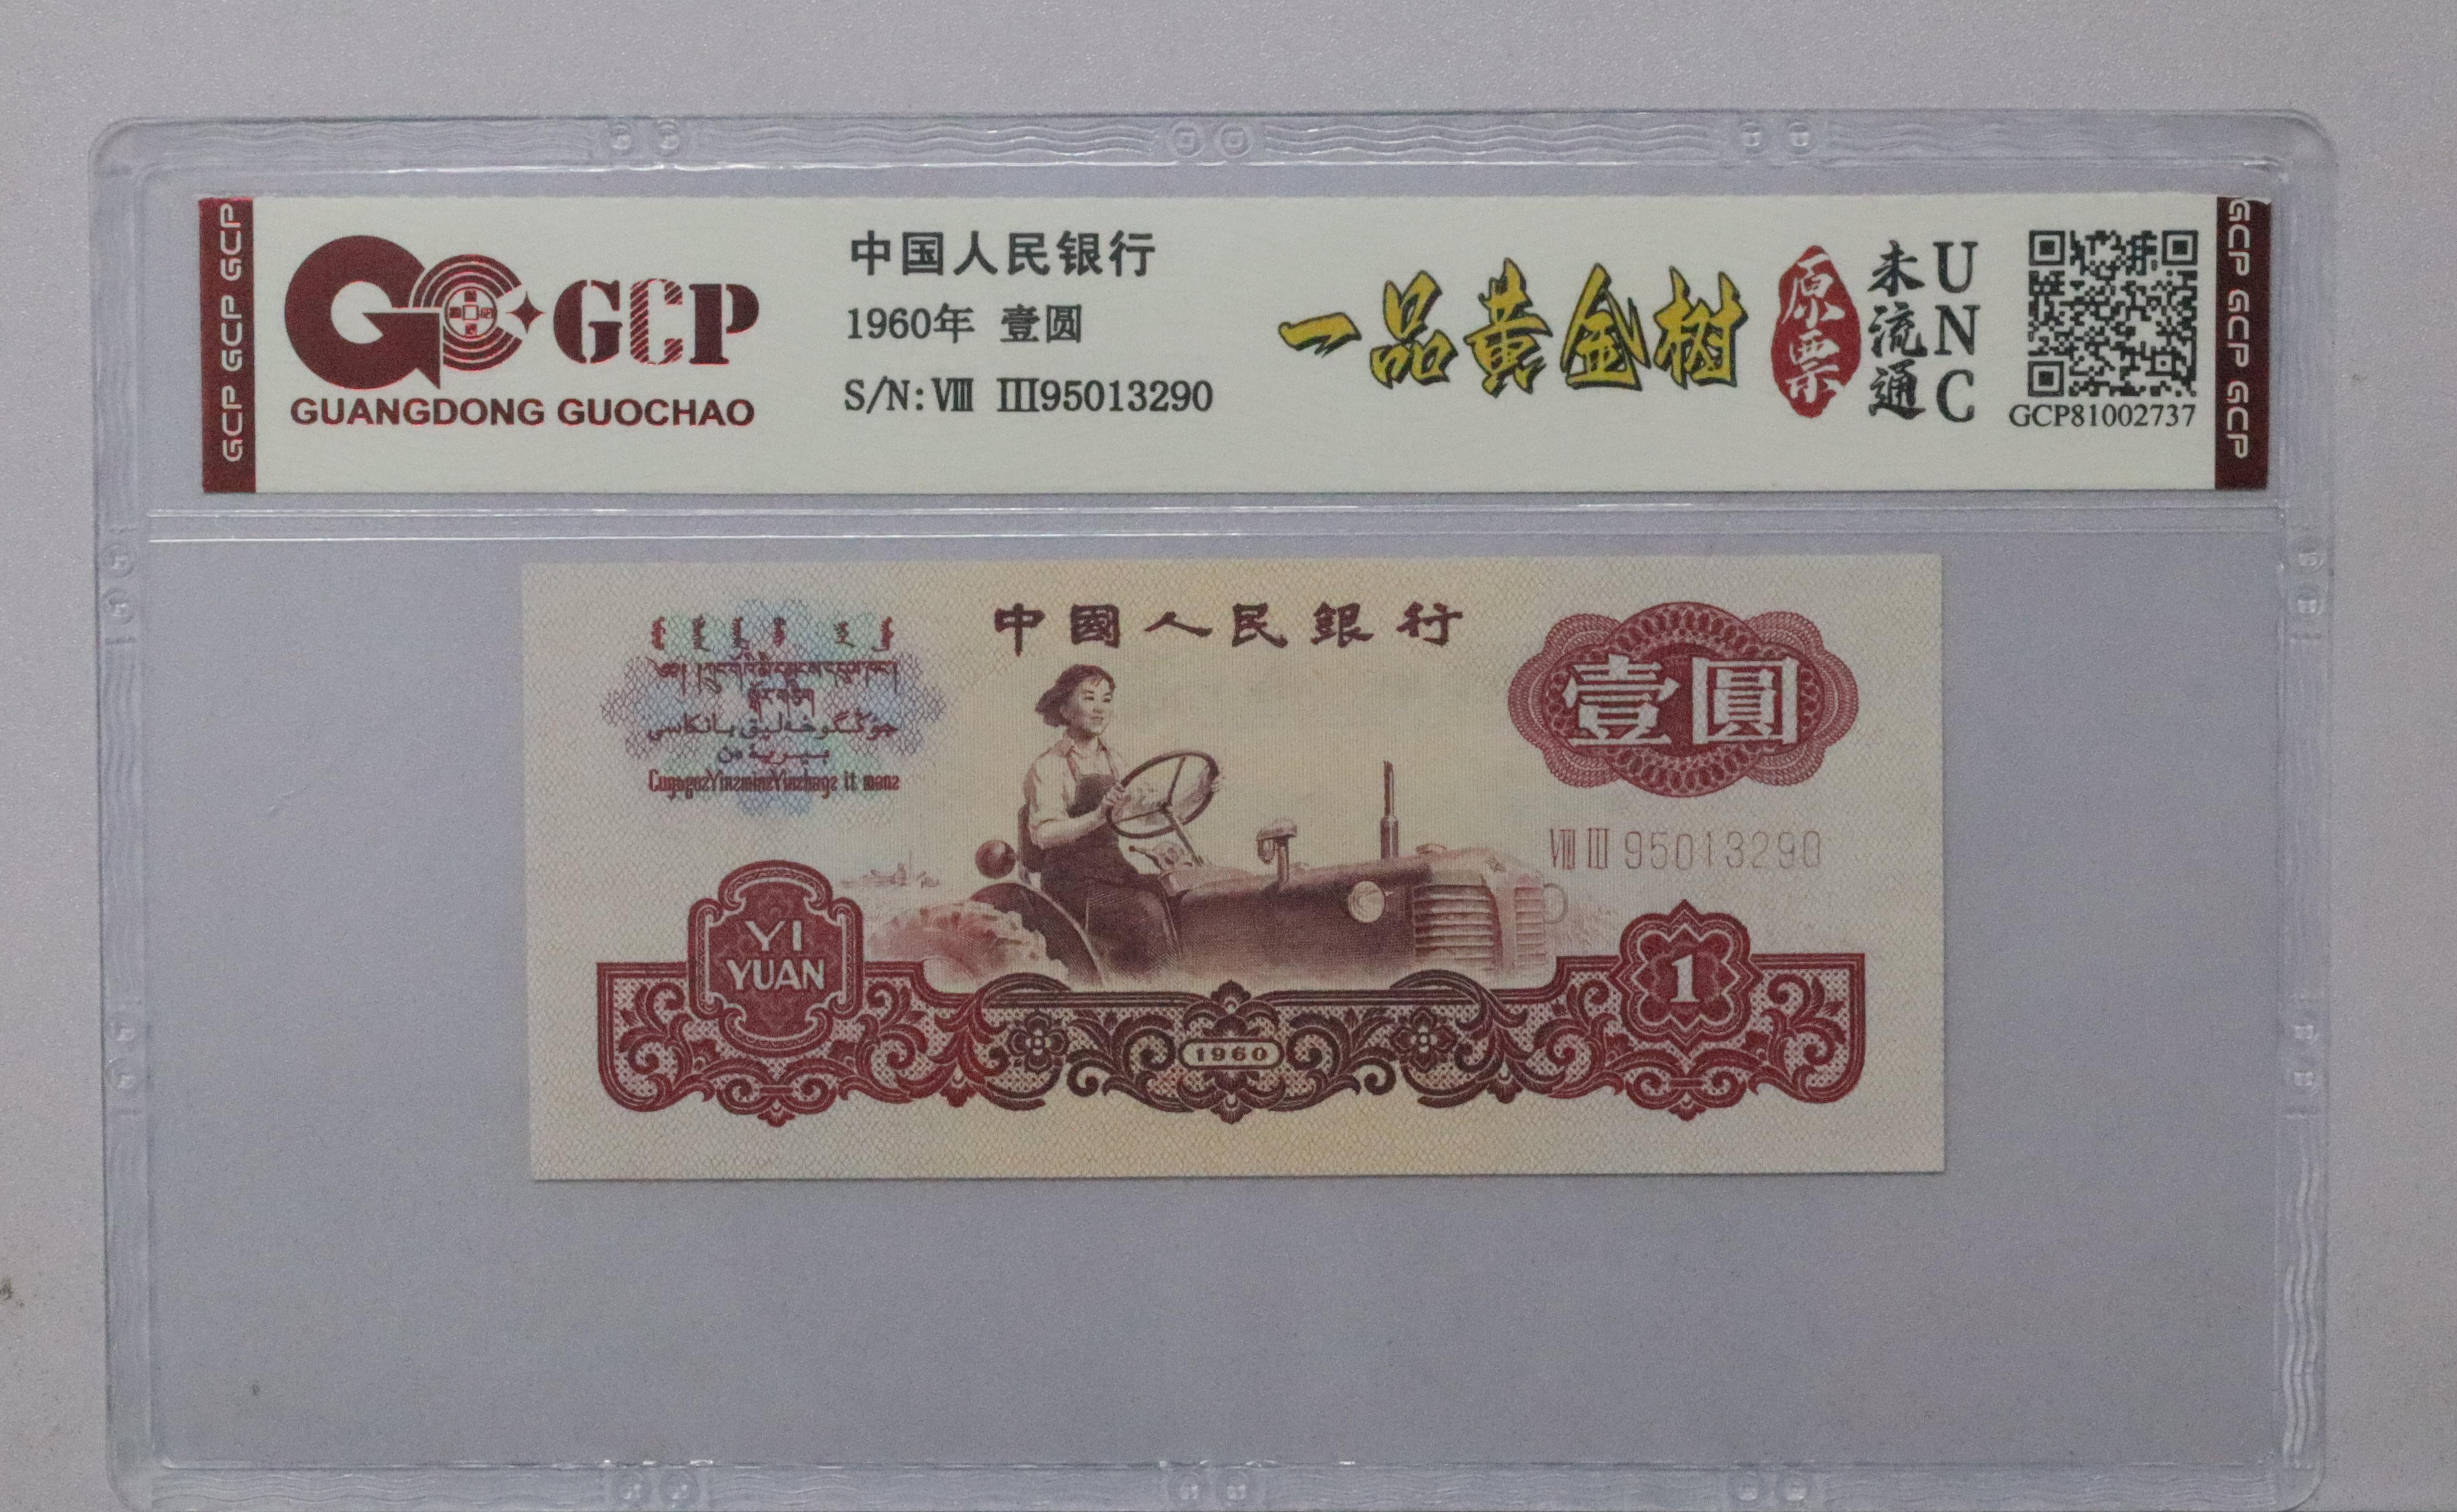 GCP GCP GCP
GCP
GUANGDONG GUOCHAO
中国人民银行
1960年 壹圆
S/N: Ⅷ Ⅲ95013290
一品黄金树
原票
未流通
UNC
GCP81002737
GCP GCP GCP
中國人民銀行
壹圓
Ⅷ Ⅲ 95013290
YI
YUAN
1960
1